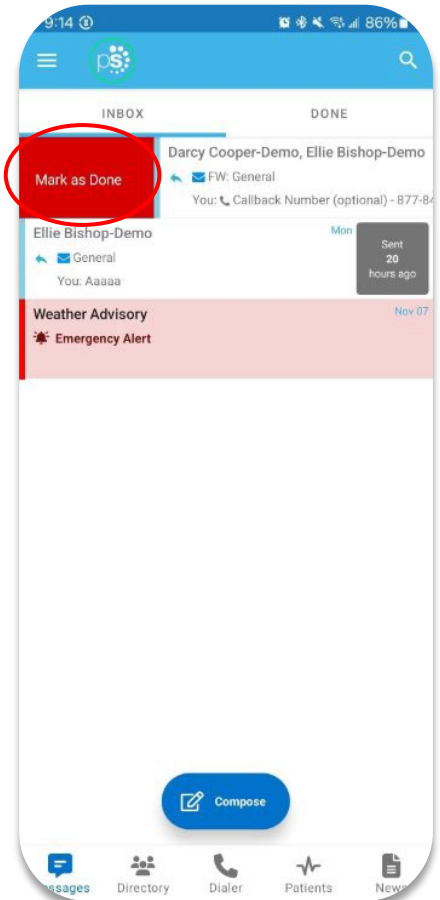 9:14
86%
ps
INBOX
DONE
Mark as Done
Darcy Cooper-Demo, Ellie Bishop-Demo
FW: General
You: Callback Number (optional) - 877-84
Ellie Bishop-Demo
Mon
General
You: Aaaaa
Sent
20
hours ago
Weather Advisory
Nov 07
Emergency Alert
Compose
ssages
Directory
Dialer
Patients
News